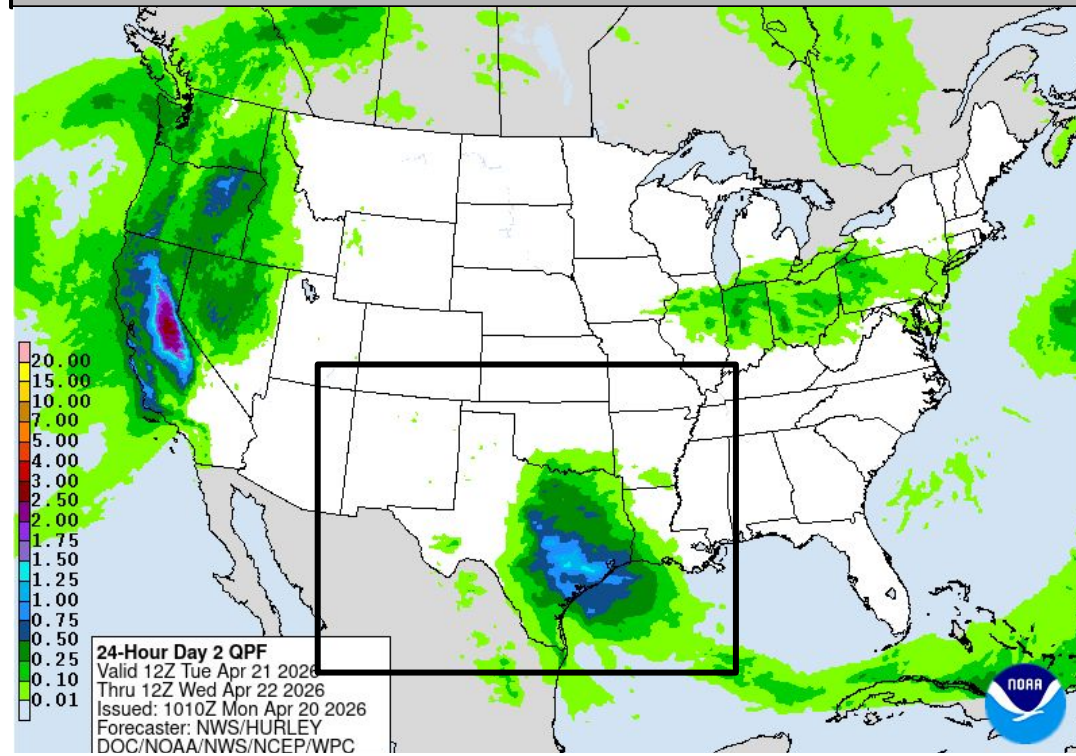 20.00
15.00
10.00
7.00
5.00
4.00
3.00
2.50
2.00
1.75
1.50
1.25
1.00
0.75
0.50
0.25
0.10
0.01
24-Hour Day 2 QPF
Valid 12Z Tue Apr 21 2026
Thru 12Z Wed Apr 22 2026
Issued: 1010Z Mon Apr 20 2026
Forecaster: NWS/HURLEY
DOC/NOAA/NWS/NCEP/WPC
NOAA